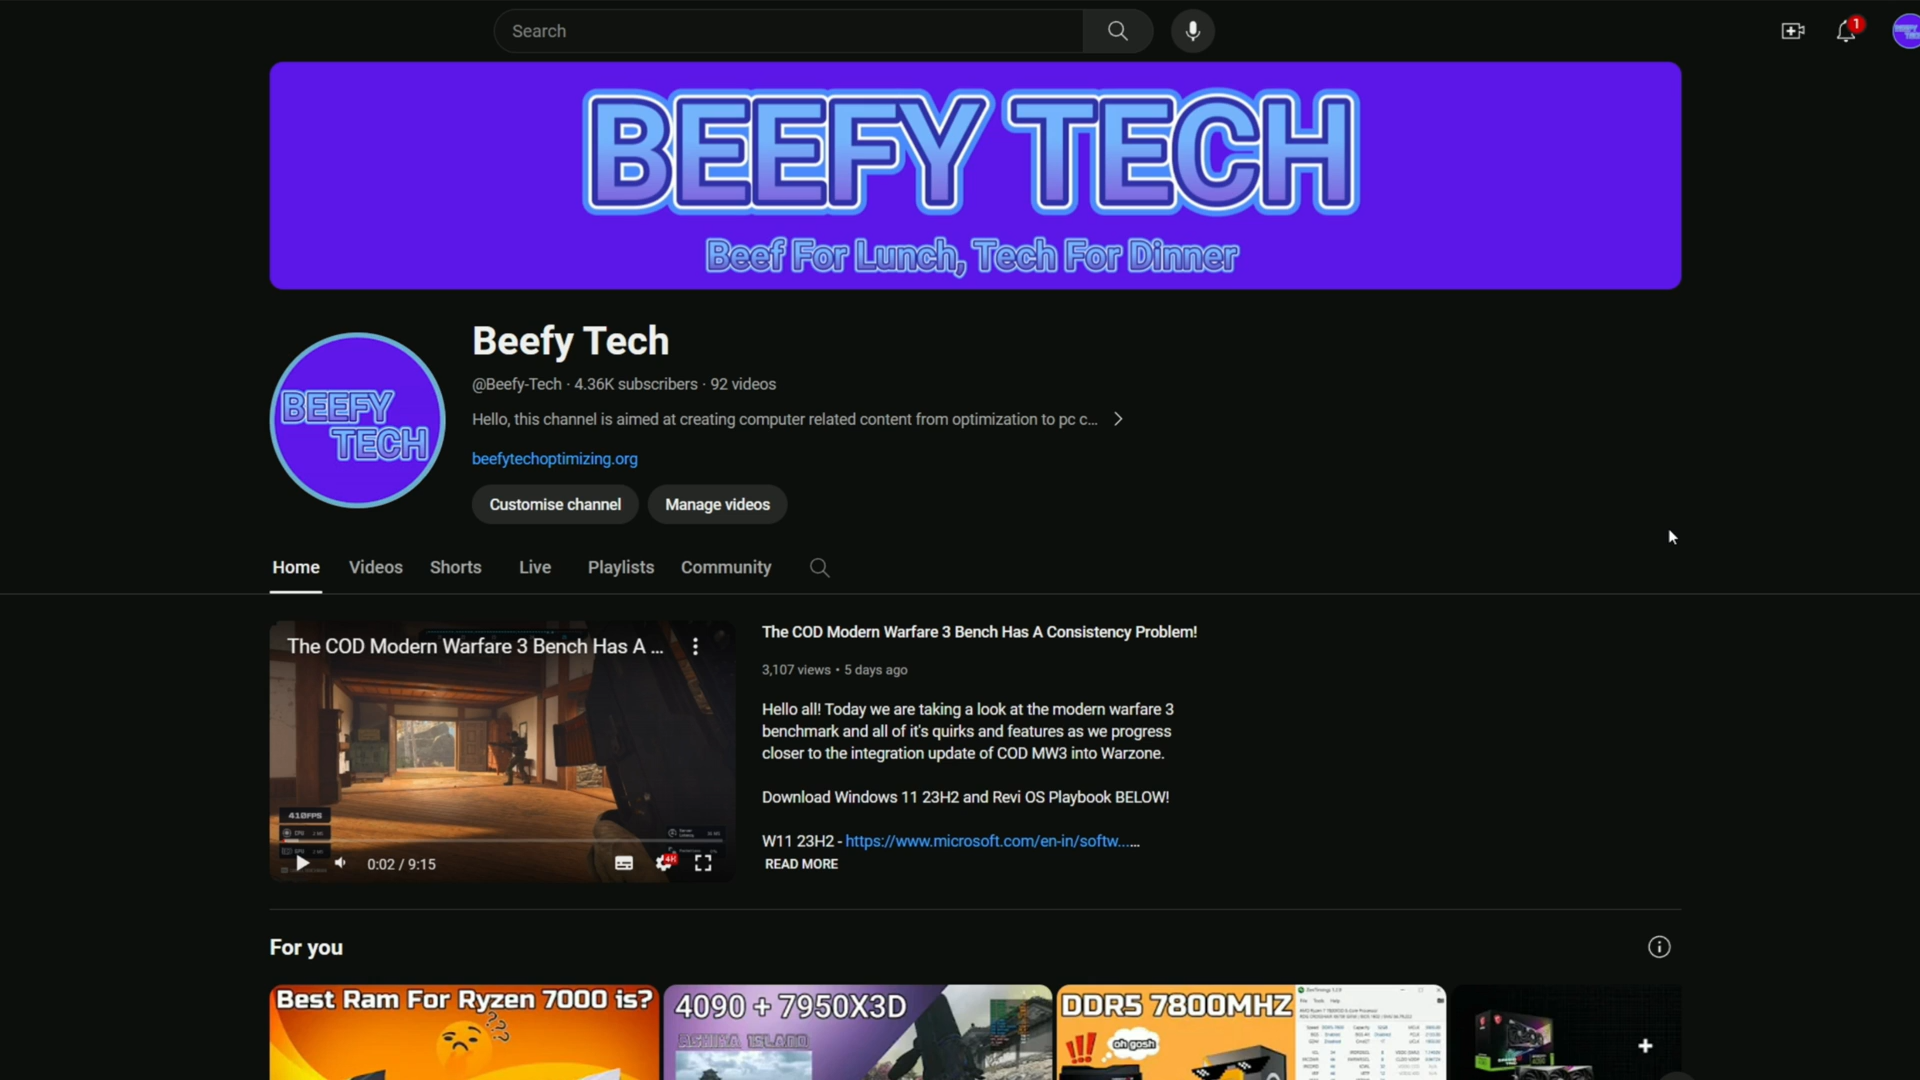 Search
1
BEEFY TECH
Beef For Lunch, Tech For Dinner
BEEFY
TECH
Beefy Tech
@Beefy-Tech · 4.36K subscribers · 92 videos
Hello, this channel is aimed at creating computer related content from optimization to pc c...
beefytechoptimizing.org
Customise channel
Manage videos
Home
Videos
Shorts
Live
Playlists
Community
The COD Modern Warfare 3 Bench Has A ...
410FPS
0:02 / 9:15
4K
The COD Modern Warfare 3 Bench Has A Consistency Problem!
3,107 views • 5 days ago
Hello all! Today we are taking a look at the modern warfare 3
benchmark and all of it's quirks and features as we progress
closer to the integration update of COD MW3 into Warzone.
Download Windows 11 23H2 and Revi OS Playbook BELOW!
W11 23H2 - https://www.microsoft.com/en-in/softw......
READ MORE
For you
Best Ram For Ryzen 7000 is?
???
4090 + 7950X3D
ASHIKA ISLAND
DDR5 7800MHZ
!!!
oh gosh